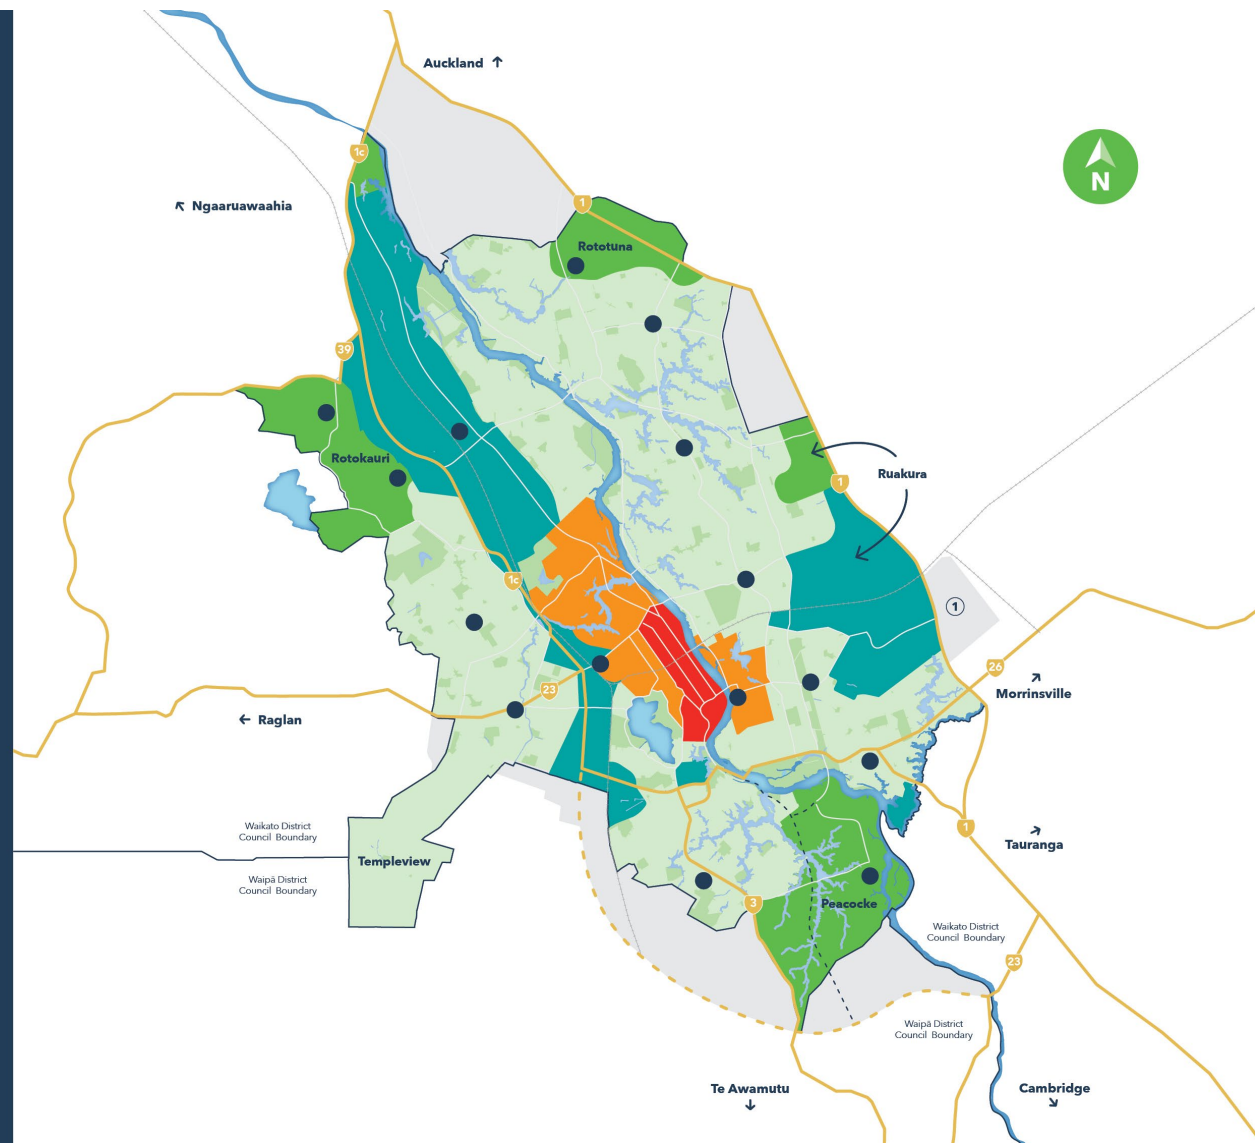 Auckland ↑
1c
N
↖ Ngaaruawaahia
1
Rototuna
39
Rotokauri
Ruakura
1
1c
1
26
↗
Morrinsville
23
← Raglan
Waikato District
Council Boundary
1
↗
Tauranga
Templeview
Waipā District
Council Boundary
3
Peacocke
Waikato District
Council Boundary
23
Waipā District
Council Boundary
Te Awamutu
↓
Cambridge
↘